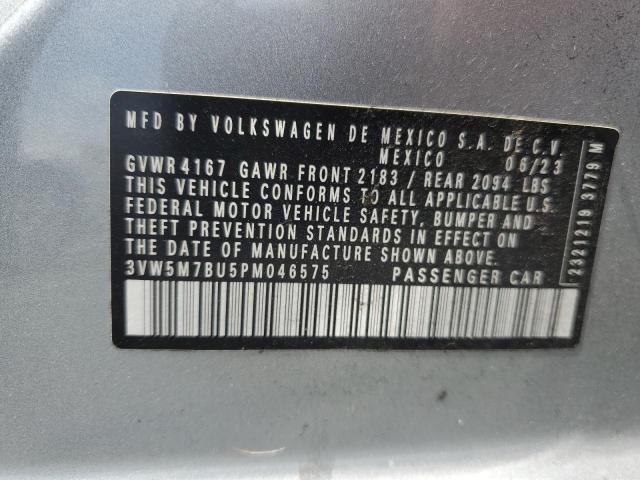 MFD BY VOLKSWAGEN DE MEXICO S.A. DE C.V.
MEXICO 06/23
GVWR 4167 GAWR FRONT 2183 / REAR 2094 LBS
THIS VEHICLE CONFORMS TO ALL APPLICABLE U.S.
FEDERAL MOTOR VEHICLE SAFETY, BUMPER AND
THEFT PREVENTION STANDARDS IN EFFECT ON
THE DATE OF MANUFACTURE SHOWN ABOVE.
3VW5M7BU5PM046575 PASSENGER CAR
2321219 3779 M